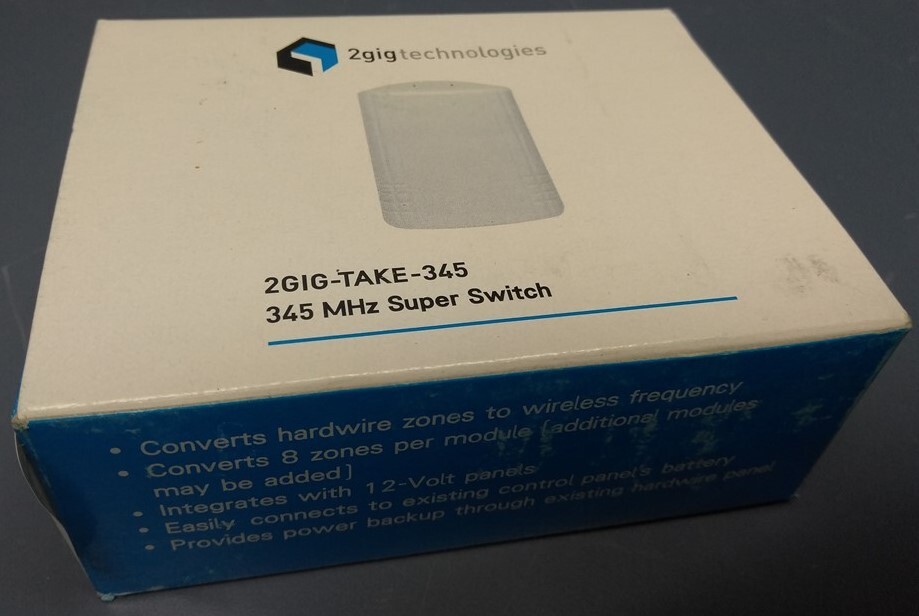 2gigtechnologies
2GIG-TAKE-345
345 MHz Super Switch
• Converts hardwire zones to wireless frequency
• Converts 8 zones per module [additional modules
may be added]
• Integrates with 12-Volt panels
• Easily connects to existing control panel's battery
• Provides power backup through existing hardware panel